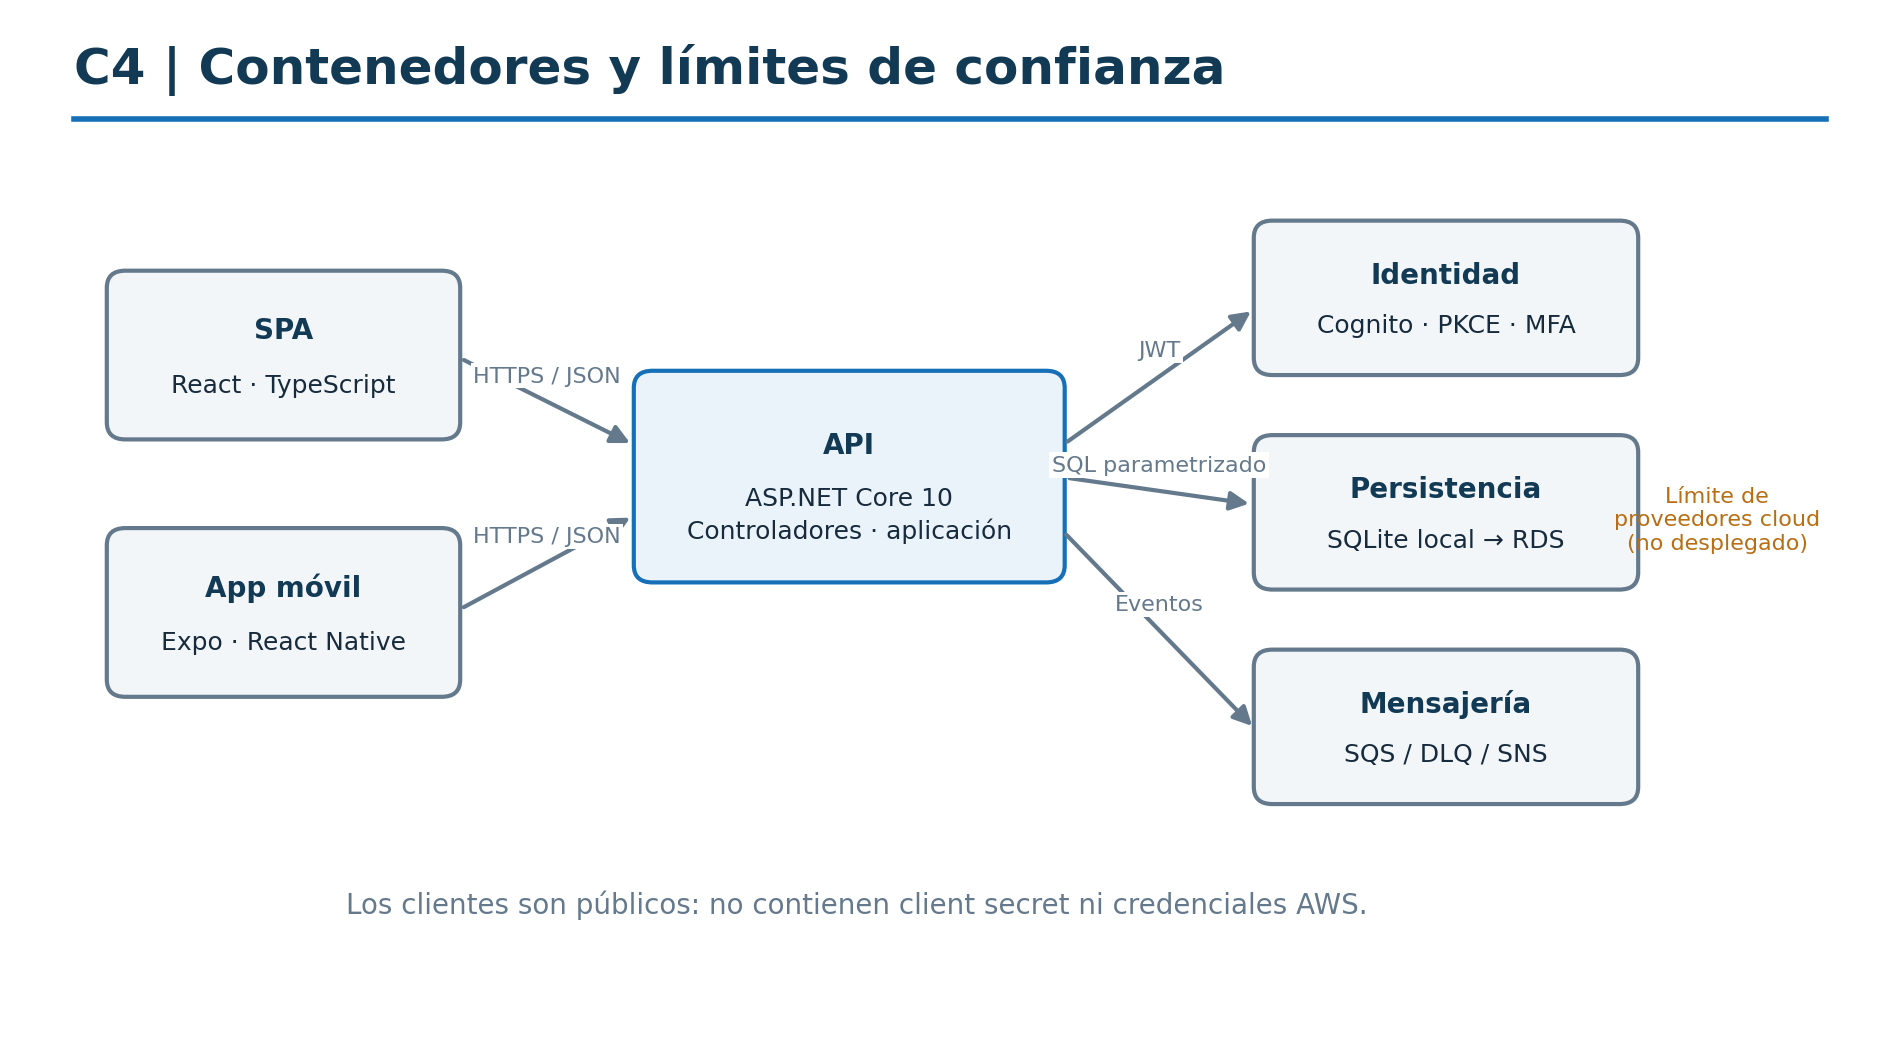 C4 | Contenedores y límites de confianza
SPA
React · TypeScript
HTTPS / JSON
App móvil
Expo · React Native
HTTPS / JSON
API
ASP.NET Core 10
Controladores · aplicación
JWT
SQL parametrizado
Eventos
Identidad
Cognito · PKCE · MFA
Persistencia
SQLite local → RDS
Mensajería
SQS / DLQ / SNS
Límite de
proveedores cloud
(no desplegado)
Los clientes son públicos: no contienen client secret ni credenciales AWS.